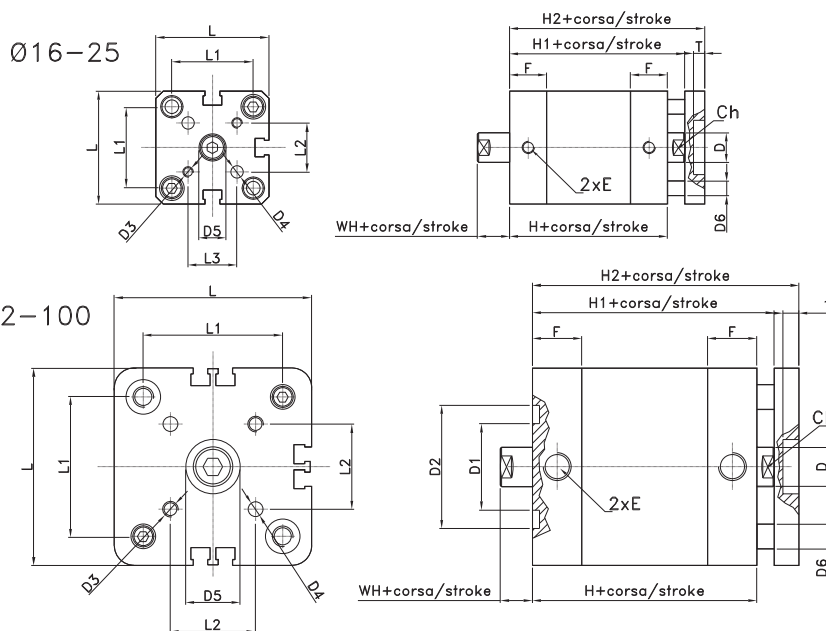 Ø16-25
L
L1
L
L1
L2
D3
D5
D4
L3
H2+corsa/stroke
H1+corsa/stroke
T
F
F
Ch
D
2xE
D6
WH+corsa/stroke
H+corsa/stroke
2-100
L
L1
L
L1
L2
D3
D5
D4
L2
H2+corsa/stroke
H1+corsa/stroke
F
F
C
D2
D1
D
2xE
D6
WH+corsa/stroke
H+corsa/stroke